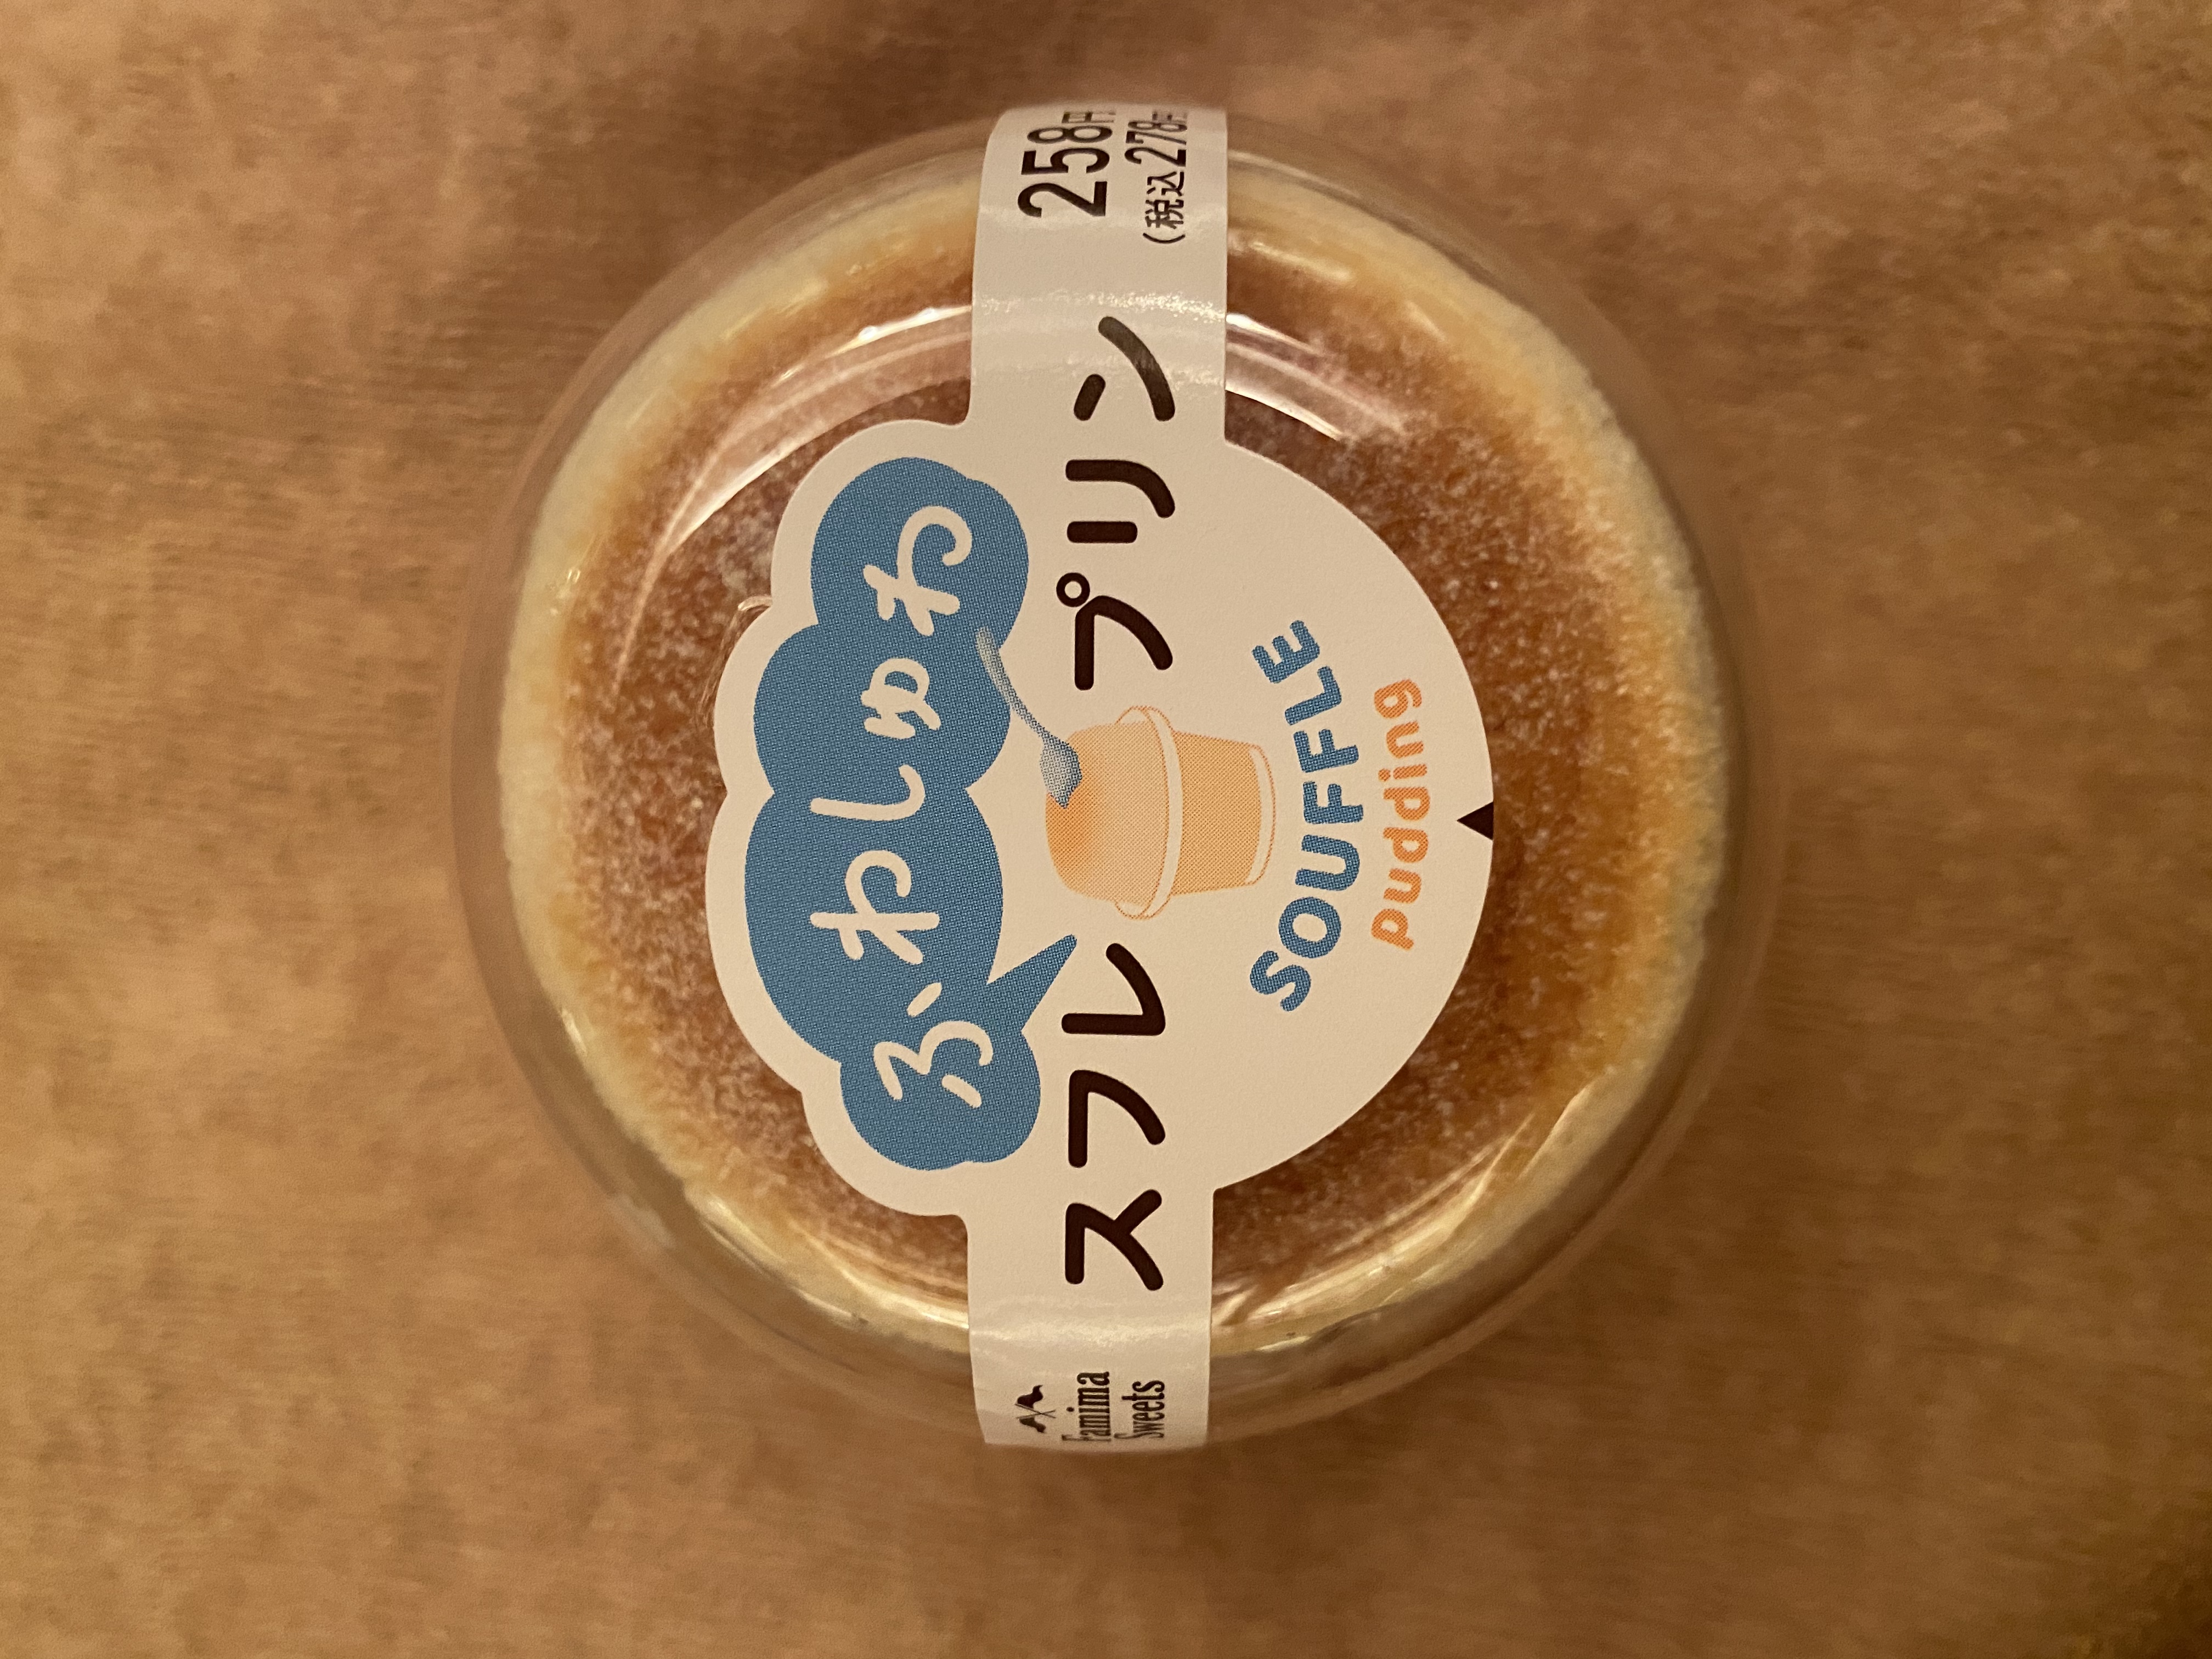 ふわしゅわ
スフレプリン
SOUFFLE
pudding
Famima
Sweets
258円
(税込278円